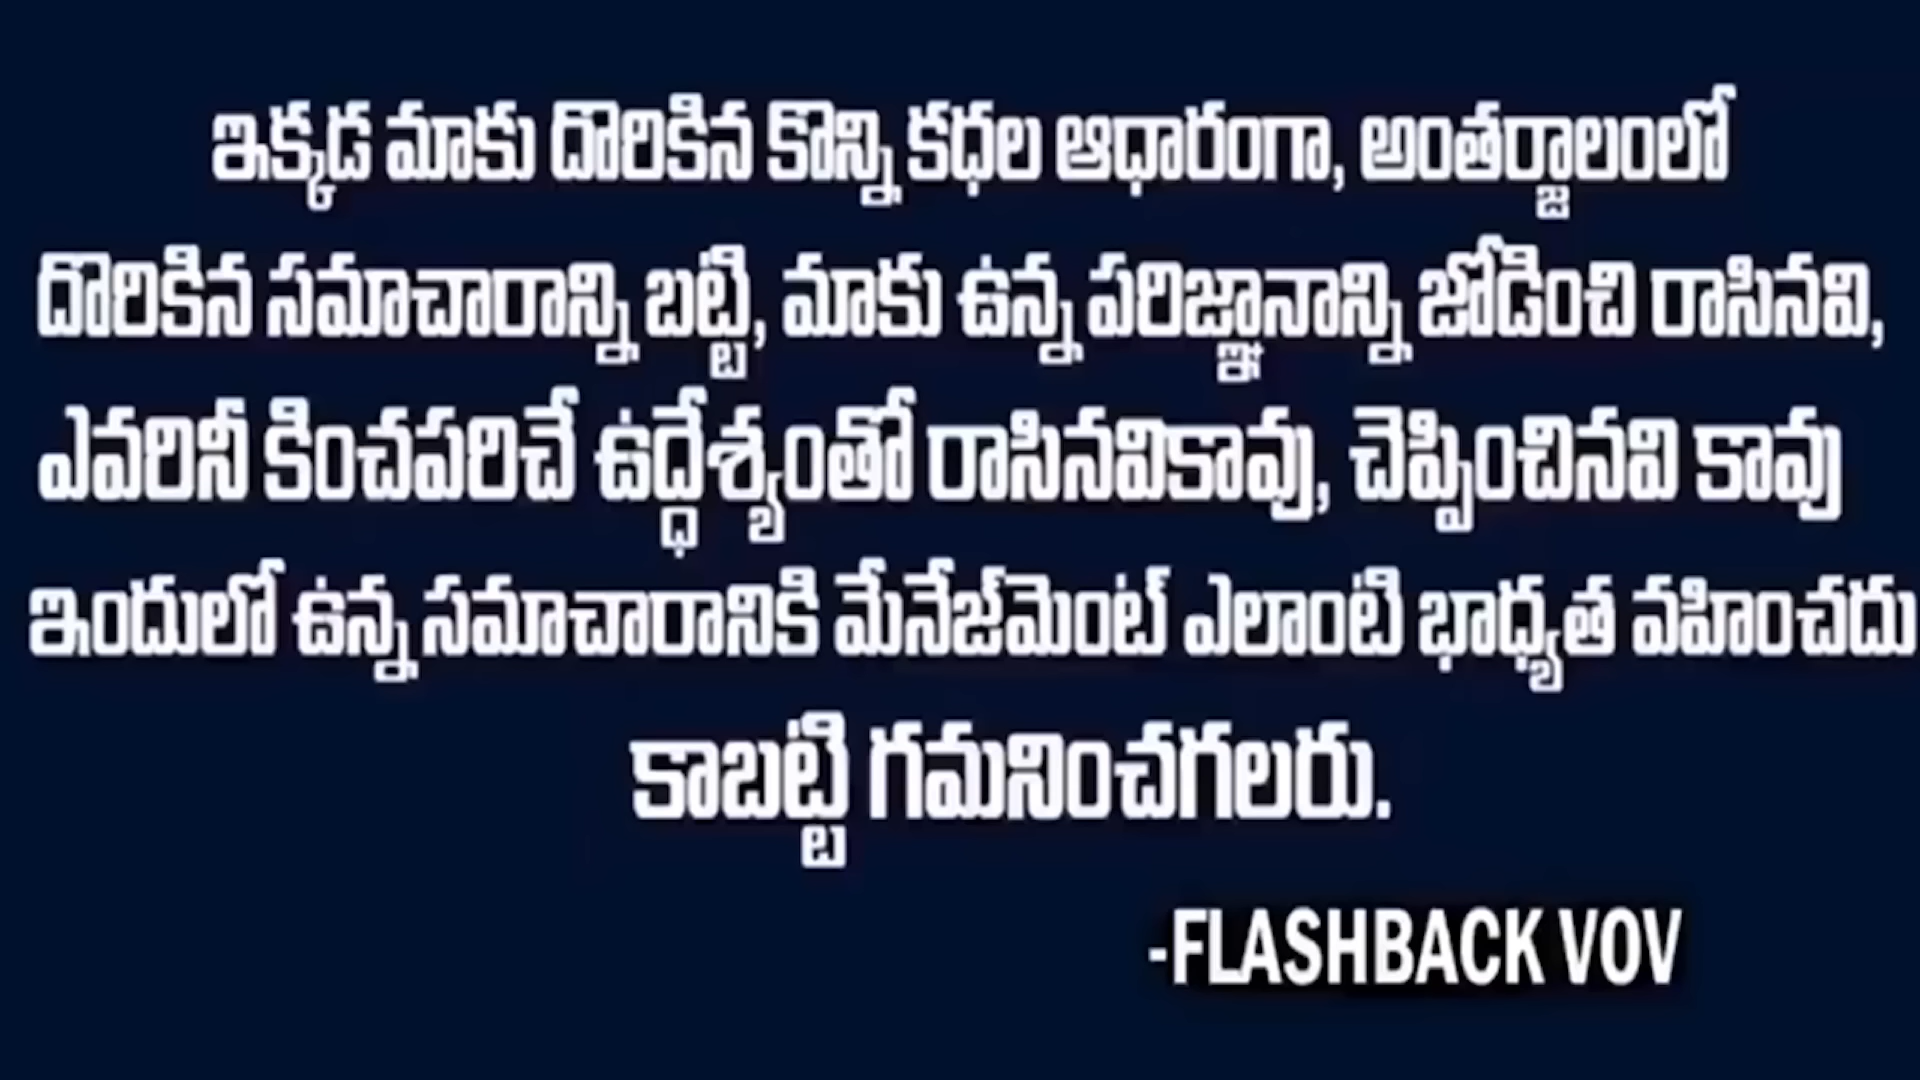 ఇక్కడ మాకు దొరికిన కొన్ని కధల ఆధారంగా, అంతర్జాలంలో
దొరికిన సమాచారాన్ని బట్టి, మాకు ఉన్న పరిజ్ఞానాన్ని జోడించి రాసినవి,
ఎవరినీ కించపరిచే ఉద్ధేశ్యంతో రాసినవికావు, చెప్పించినవి కావు
ఇందులో ఉన్న సమాచారానికి మేనేజ్‌మెంట్ ఎలాంటి భాధ్యత వహించదు
కాబట్టి గమనించగలరు.
-FLASHBACK VOV